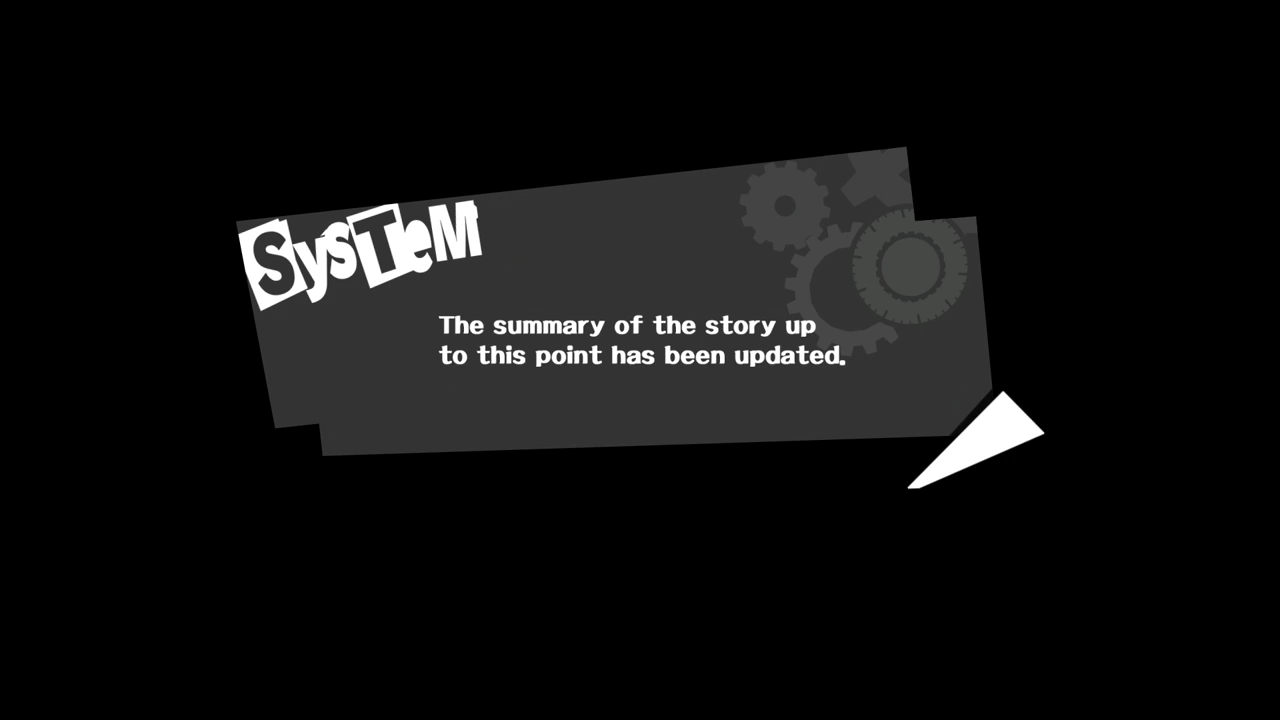 SysTeM
The summary of the story up
to this point has been updated.